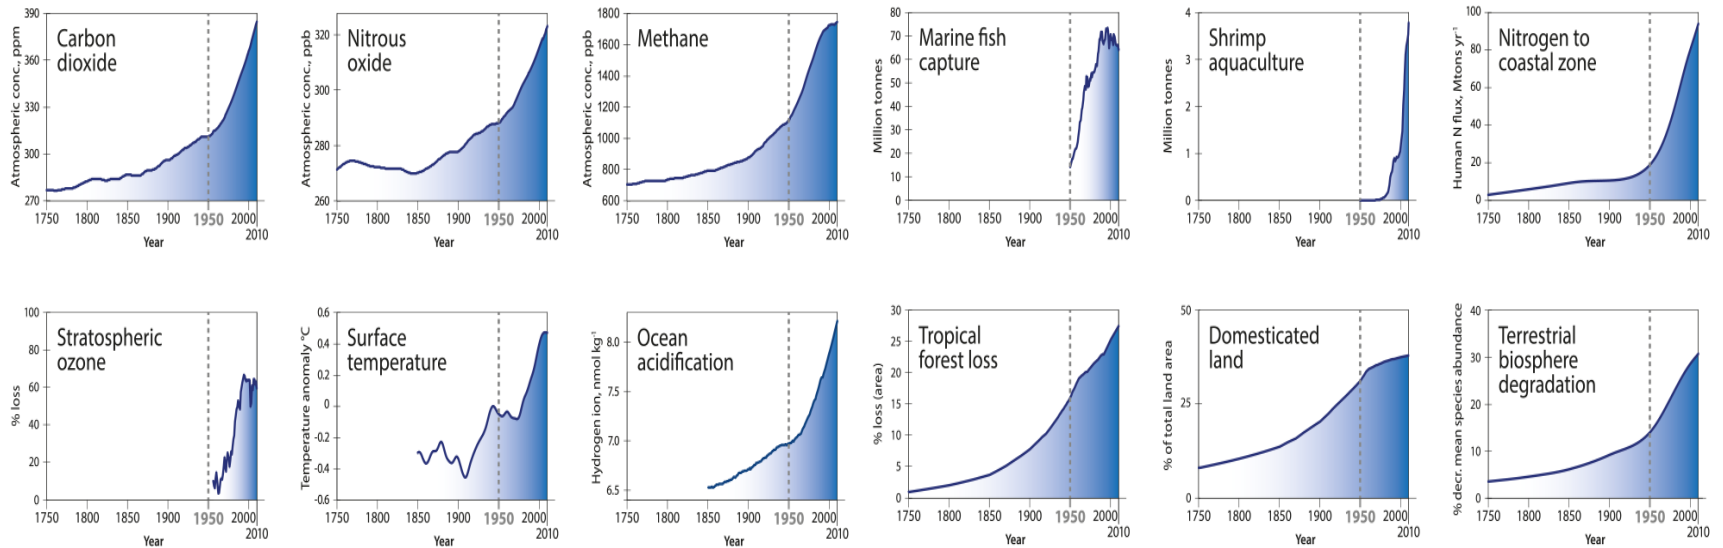 Carbon
dioxide
Atmospheric conc., ppm
390
360
330
300
270
1750 1800 1850 1900 1950 2000 2010
Year
Nitrous
oxide
Atmospheric conc., ppb
320
300
280
260
1750 1800 1850 1900 1950 2000 2010
Year
Methane
Atmospheric conc., ppb
1800
1600
1400
1200
1000
800
600
1750 1800 1850 1900 1950 2000 2010
Year
Marine fish
capture
Million tonnes
80
70
60
50
40
30
20
10
0
1750 1800 1850 1900 1950 2000 2010
Year
Shrimp
aquaculture
Million tonnes
4
3
2
1
0
1750 1800 1850 1900 1950 2000 2010
Year
Nitrogen to
coastal zone
Human N flux, Mtons yr⁻¹
100
80
60
40
20
0
1750 1800 1850 1900 1950 2000 2010
Year
Stratospheric
ozone
% loss
100
80
60
40
20
0
1750 1800 1850 1900 1950 2000 2010
Year
Surface
temperature
Temperature anomaly °C
0.6
0.4
0.2
0
-0.2
-0.4
-0.6
1750 1800 1850 1900 1950 2000 2010
Year
Ocean
acidification
Hydrogen ion, nmol kg⁻¹
8.0
7.5
7.0
6.5
1750 1800 1850 1900 1950 2000 2010
Year
Tropical
forest loss
% loss (area)
30
25
20
15
10
5
0
1750 1800 1850 1900 1950 2000 2010
Year
Domesticated
land
% of total land area
50
25
0
1750 1800 1850 1900 1950 2000 2010
Year
Terrestrial
biosphere
degradation
% decr. mean species abundance
40
30
20
10
0
1750 1800 1850 1900 1950 2000 2010
Year